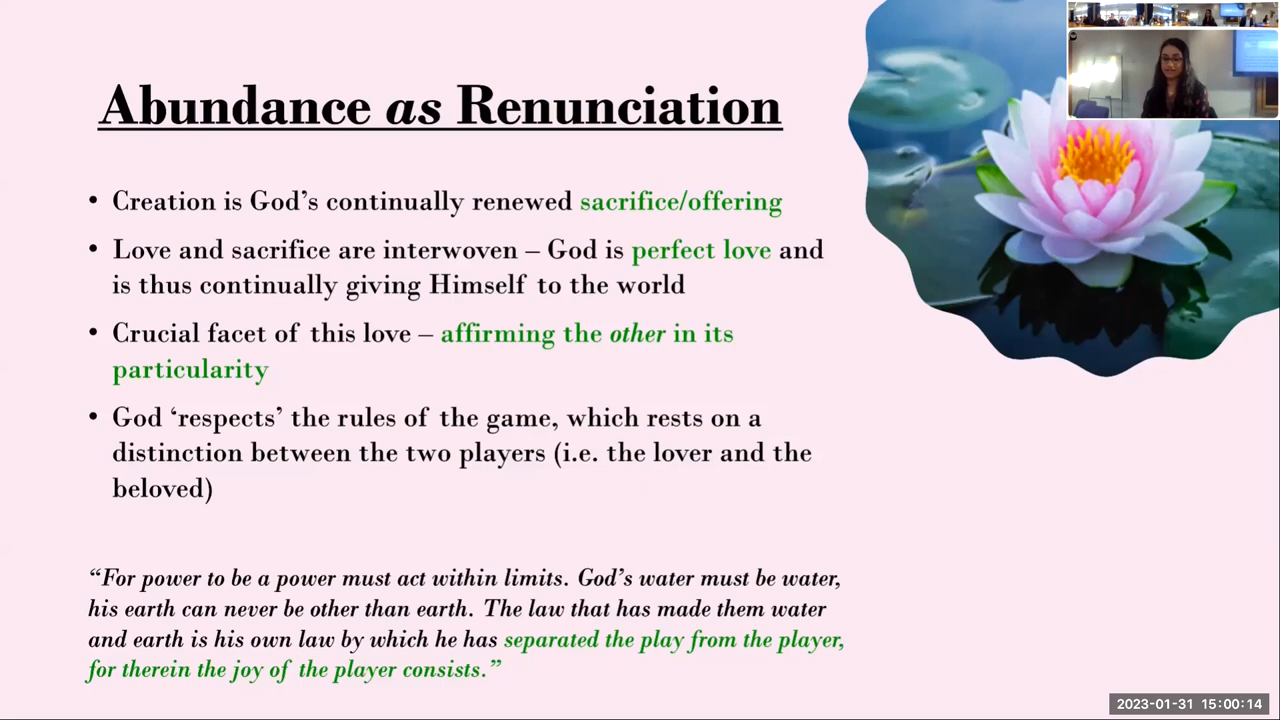 Abundance as Renunciation
• Creation is God’s continually renewed sacrifice/offering
• Love and sacrifice are interwoven – God is perfect love and
is thus continually giving Himself to the world
• Crucial facet of this love – affirming the other in its
particularity
• God ‘respects’ the rules of the game, which rests on a
distinction between the two players (i.e. the lover and the
beloved)
“For power to be a power must act within limits. God’s water must be water,
his earth can never be other than earth. The law that has made them water
and earth is his own law by which he has separated the play from the player,
for therein the joy of the player consists.”
2023-01-31 15:00:14